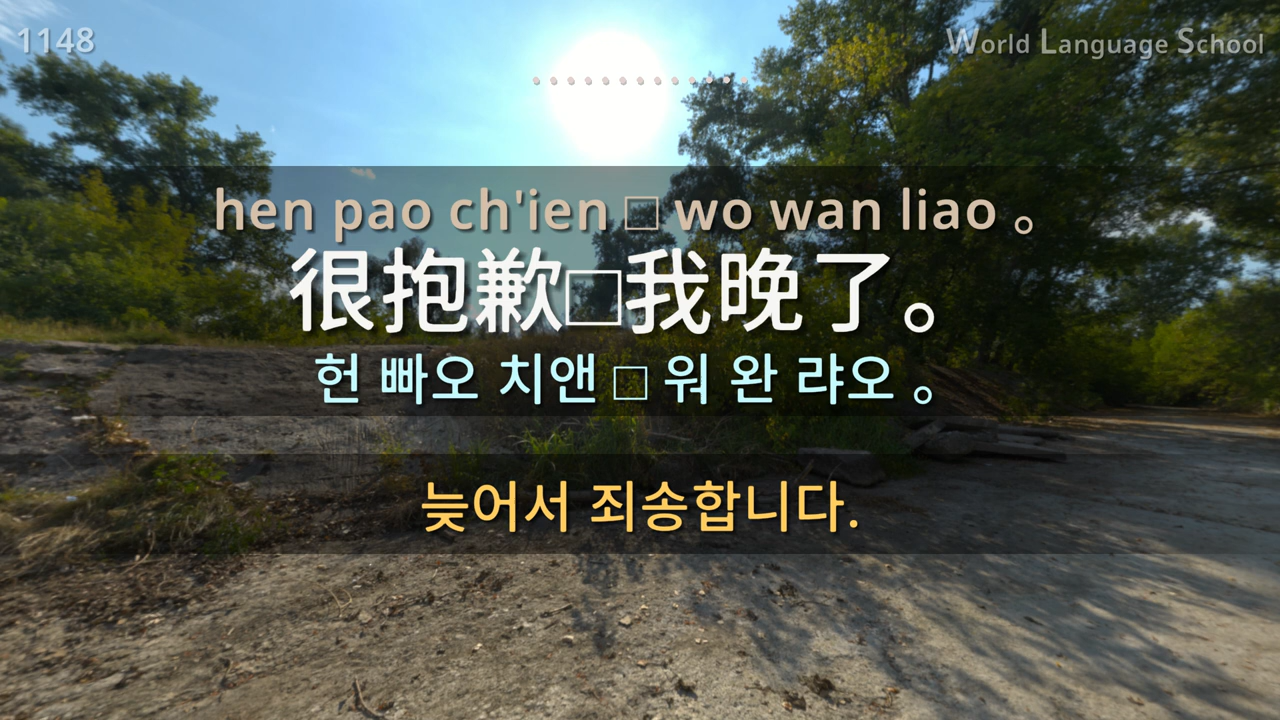 1148
World Language School
hen pao ch'ien □ wo wan liao 。
很抱歉□我晚了。
헌 빠오 치앤 □ 워 완 랴오 。
늦어서 죄송합니다.